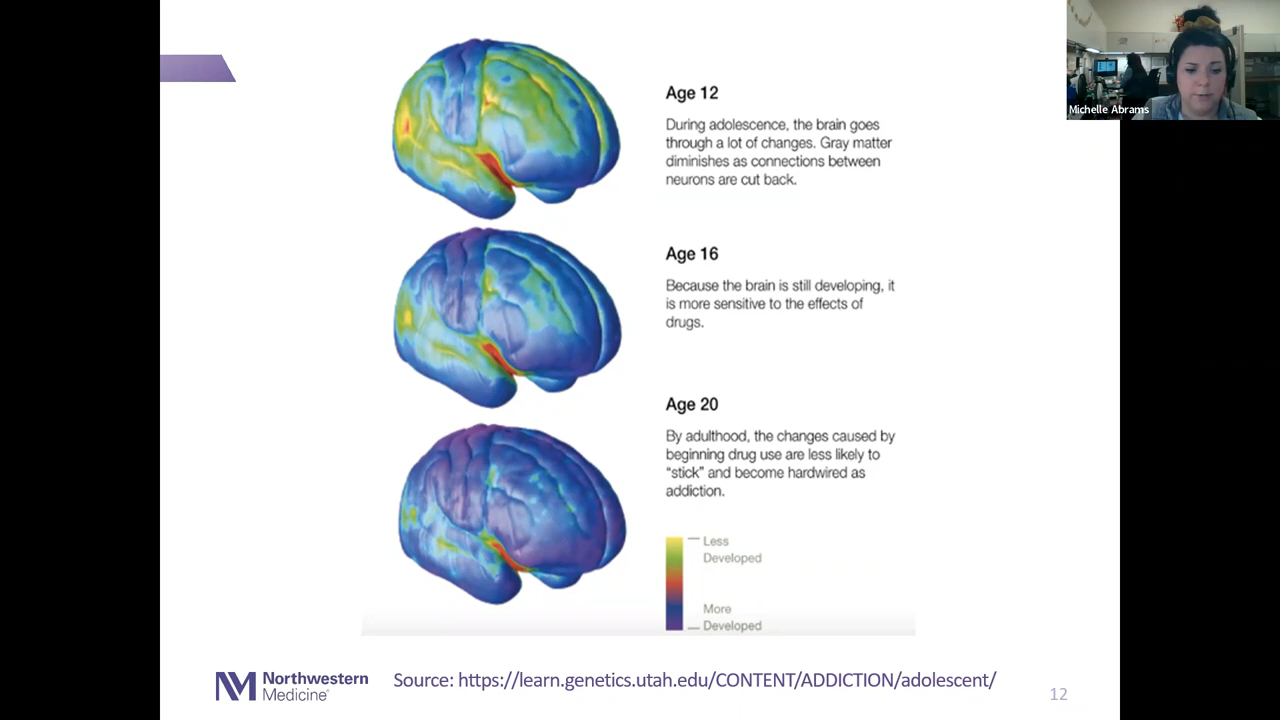 Michelle Abrams
Age 12
During adolescence, the brain goes
through a lot of changes. Gray matter
diminishes as connections between
neurons are cut back.
Age 16
Because the brain is still developing, it
is more sensitive to the effects of
drugs.
Age 20
By adulthood, the changes caused by
beginning drug use are less likely to
“stick” and become hardwired as
addiction.
Less
Developed
More
Developed
NM Northwestern
Medicine®
Source: https://learn.genetics.utah.edu/CONTENT/ADDICTION/adolescent/
12